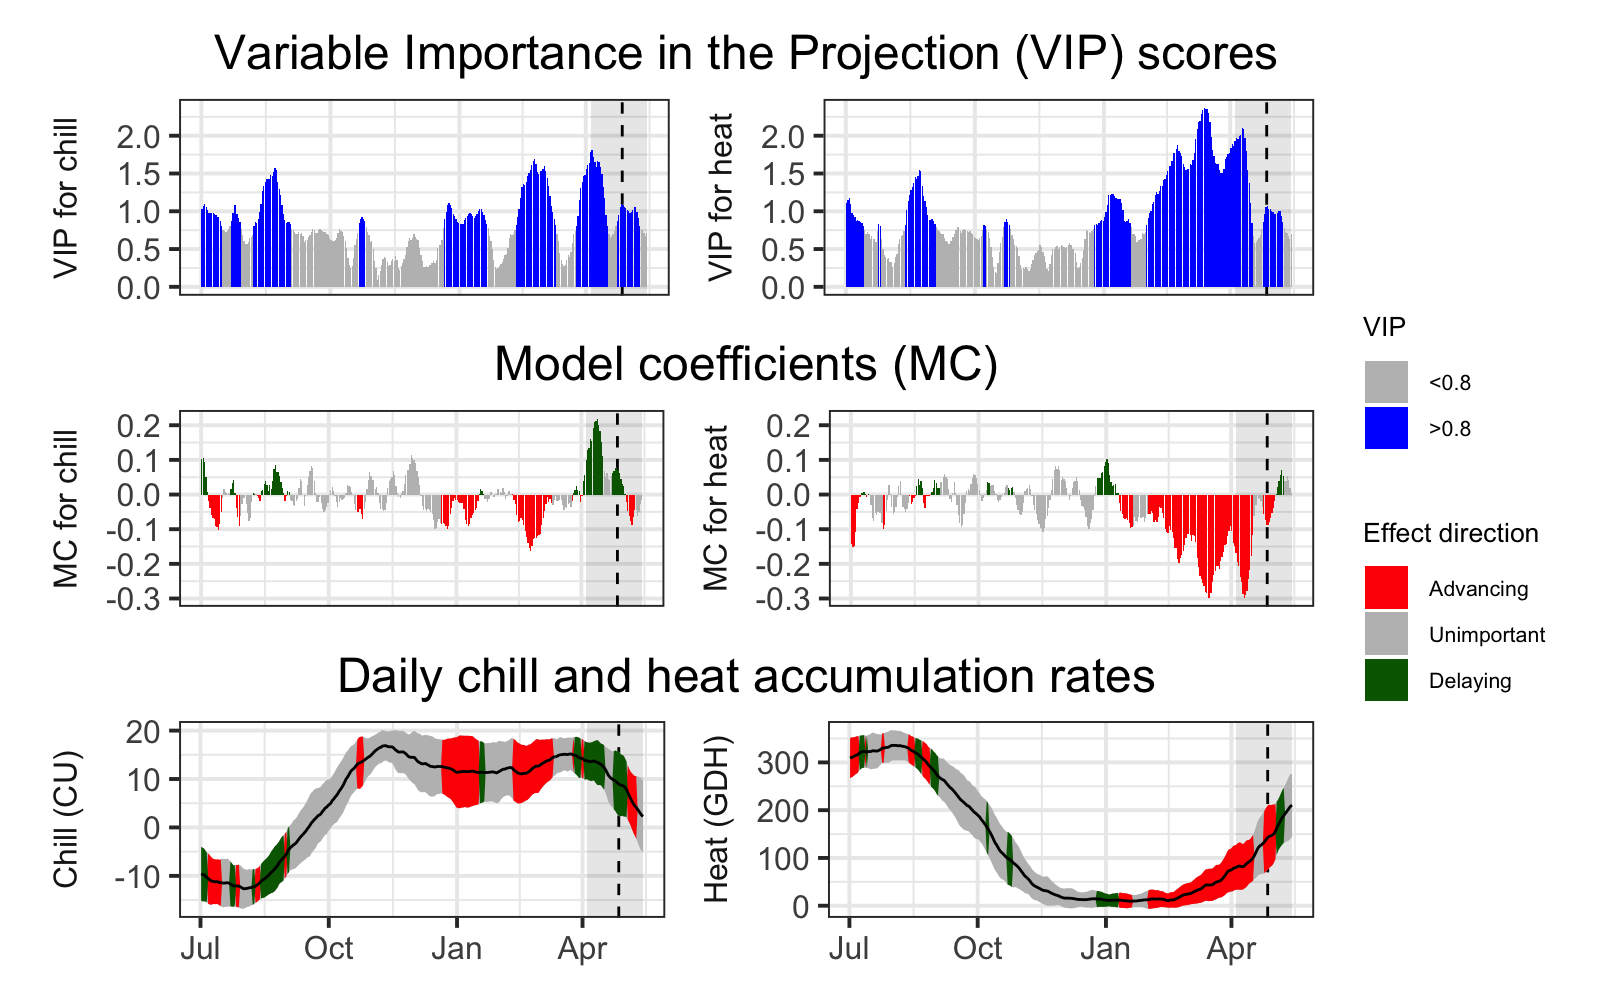 Variable Importance in the Projection (VIP) scores
VIP for chill
2.0
1.5
1.0
0.5
0.0
VIP for heat
2.0
1.5
1.0
0.5
0.0
Model coefficients (MC)
MC for chill
0.2
0.1
0.0
-0.1
-0.2
-0.3
MC for heat
0.2
0.1
0.0
-0.1
-0.2
-0.3
Daily chill and heat accumulation rates
Chill (CU)
20
10
0
-10
Jul Oct Jan Apr
Heat (GDH)
300
200
100
0
Jul Oct Jan Apr
VIP
<0.8
>0.8
Effect direction
Advancing
Unimportant
Delaying